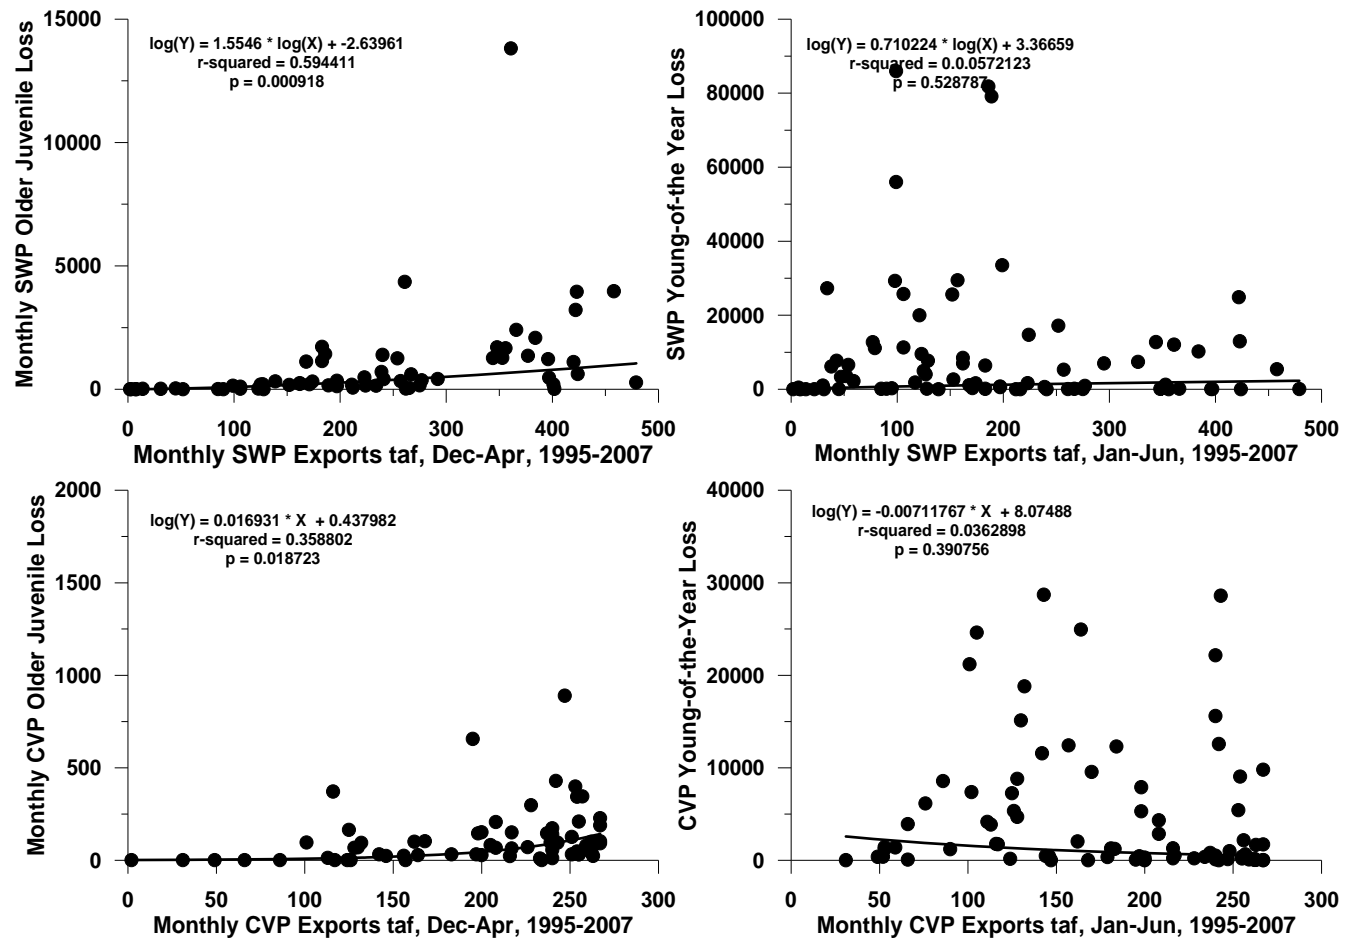 15000
10000
5000
0
Monthly SWP Older Juvenile Loss
log(Y) = 1.5546 * log(X) + -2.63961
r-squared = 0.594411
p = 0.000918
0 100 200 300 400 500
Monthly SWP Exports taf, Dec-Apr, 1995-2007
100000
80000
60000
40000
20000
0
SWP Young-of-the Year Loss
log(Y) = 0.710224 * log(X) + 3.36659
r-squared = 0.0.0572123
p = 0.528787
0 100 200 300 400 500
Monthly SWP Exports taf, Jan-Jun, 1995-2007
2000
1500
1000
500
0
Monthly CVP Older Juvenile Loss
log(Y) = 0.016931 * X + 0.437982
r-squared = 0.358802
p = 0.018723
0 50 100 150 200 250 300
Monthly CVP Exports taf, Dec-Apr, 1995-2007
40000
30000
20000
10000
0
CVP Young-of-the-Year Loss
log(Y) = -0.00711767 * X + 8.07488
r-squared = 0.0362898
p = 0.390756
0 50 100 150 200 250 300
Monthly CVP Exports taf, Jan-Jun, 1995-2007